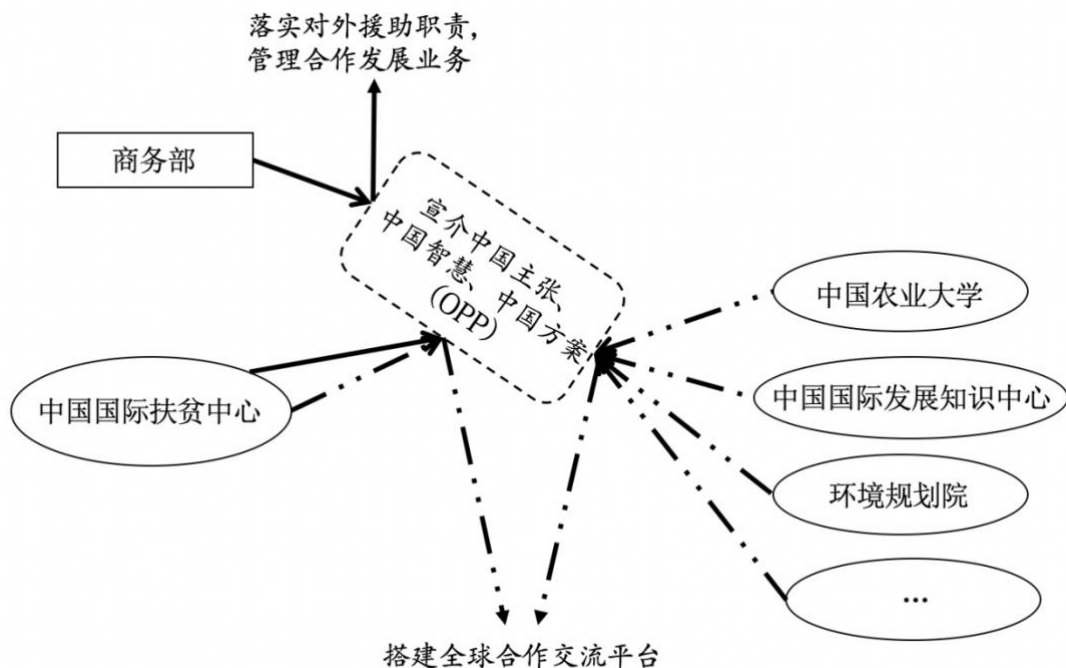 落实对外援助职责,
管理合作发展业务
商务部
宣介中国主张、
中国智慧、中国方案
(OPP)
中国农业大学
中国国际扶贫中心
中国国际发展知识中心
环境规划院
…
搭建全球合作交流平台